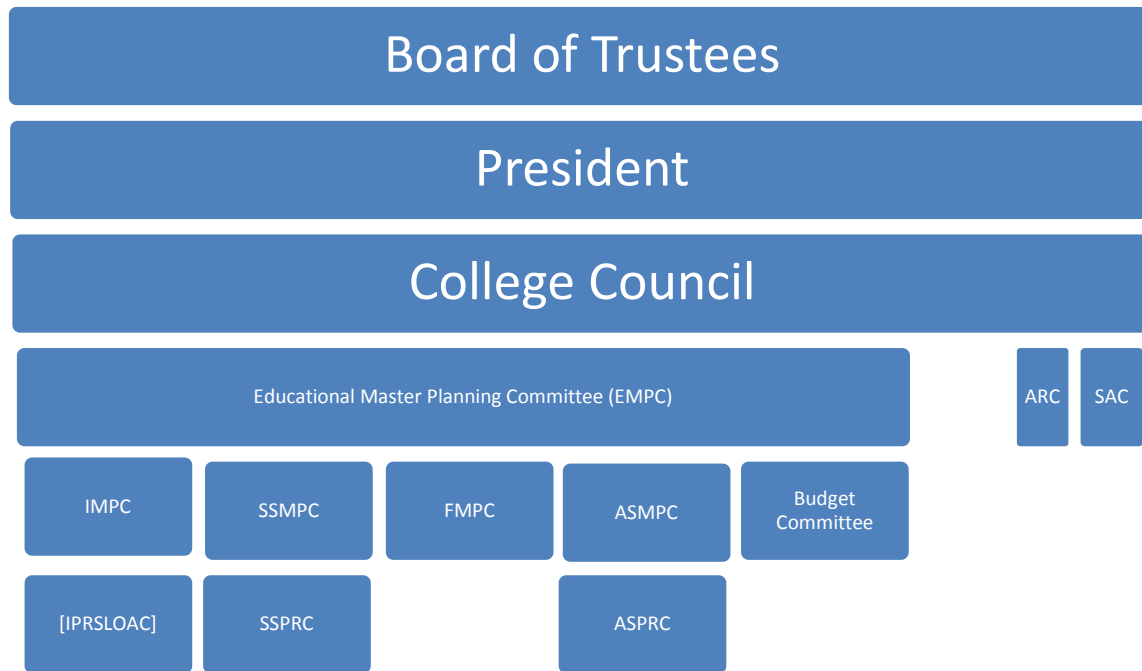 Board of Trustees
President
College Council
Educational Master Planning Committee (EMPC)
ARC
SAC
IMPC
SSMPC
FMPC
ASMPC
Budget
Committee
[IPRSLOAC]
SSPRC
ASPRC